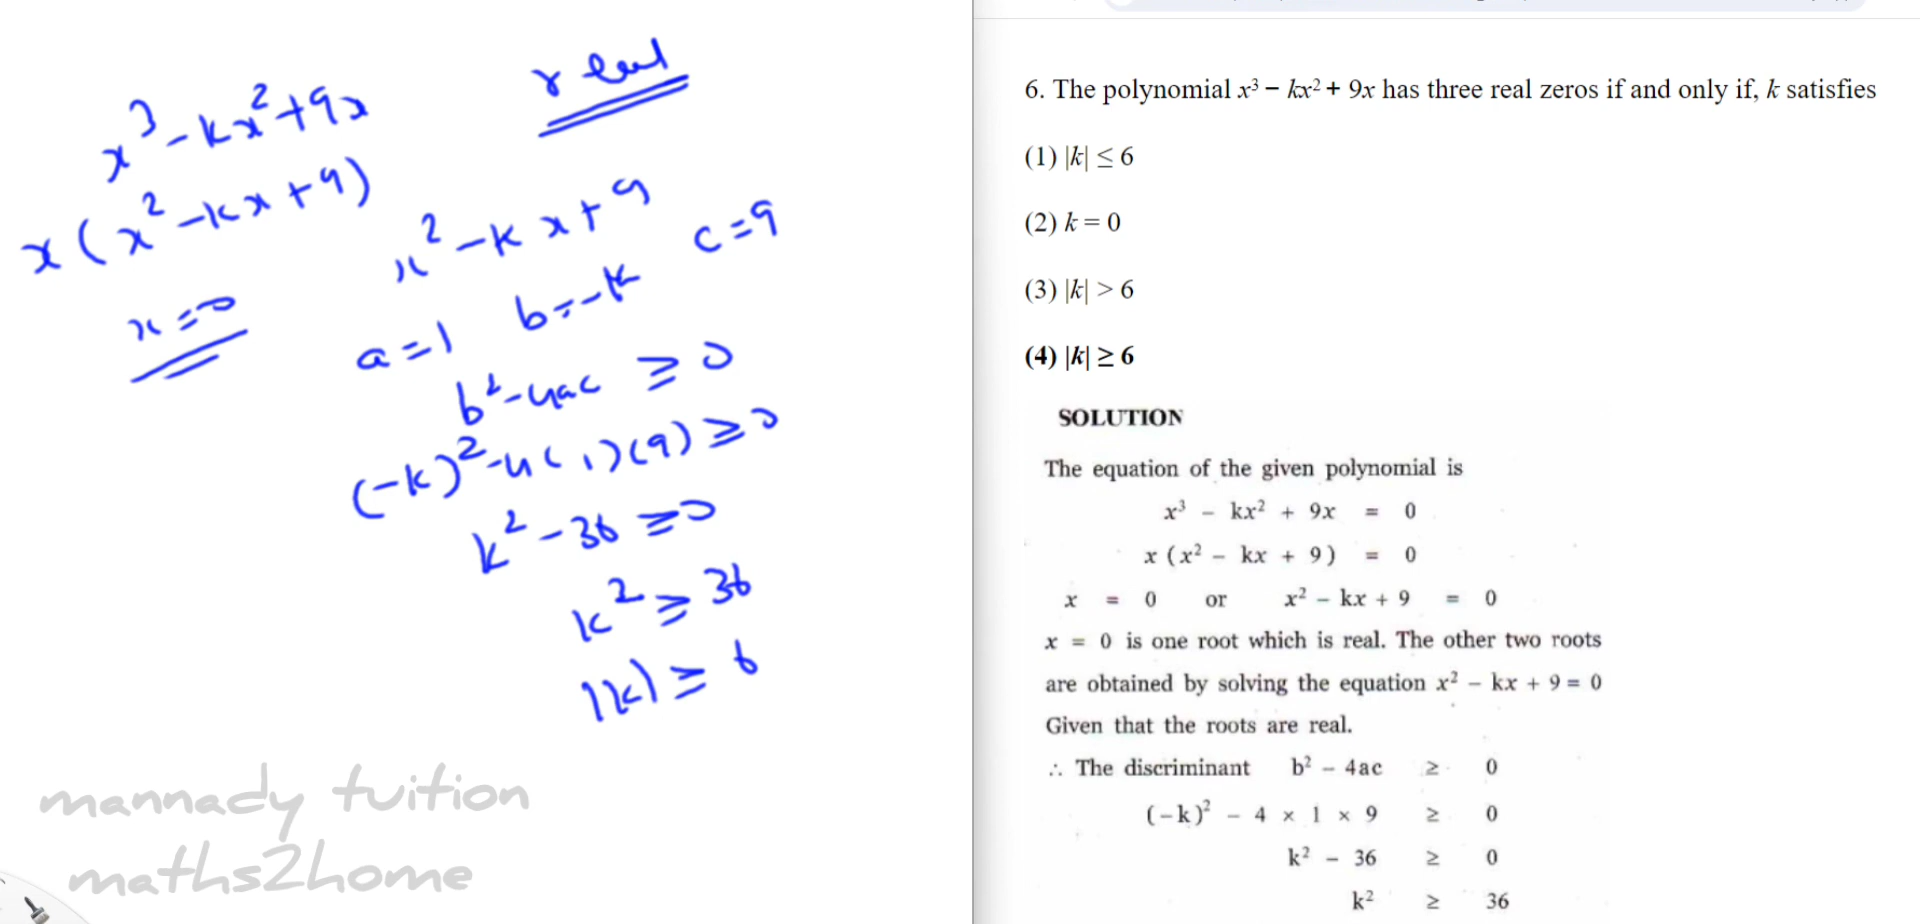 x³ - kx² + 9x
real
x(x² - kx + 9)
x² - kx + 9
x = 0
a = 1 b = -k c = 9
b² - 4ac ≥ 0
(-k)² - 4(1)(9) ≥ 0
k² - 36 ≥ 0
k² ≥ 36
|k| ≥ 6
mannady tuition
maths2home
6. The polynomial x³ − kx² + 9x has three real zeros if and only if, k satisfies
(1) |k| ≤ 6
(2) k = 0
(3) |k| > 6
(4) |k| ≥ 6
SOLUTION
The equation of the given polynomial is
x³ - kx² + 9x = 0
x (x² - kx + 9) = 0
x = 0 or x² - kx + 9 = 0
x = 0 is one root which is real. The other two roots
are obtained by solving the equation x² - kx + 9 = 0
Given that the roots are real.
∴ The discriminant b² - 4ac ≥ 0
(-k)² - 4 × 1 × 9 ≥ 0
k² - 36 ≥ 0
k² ≥ 36